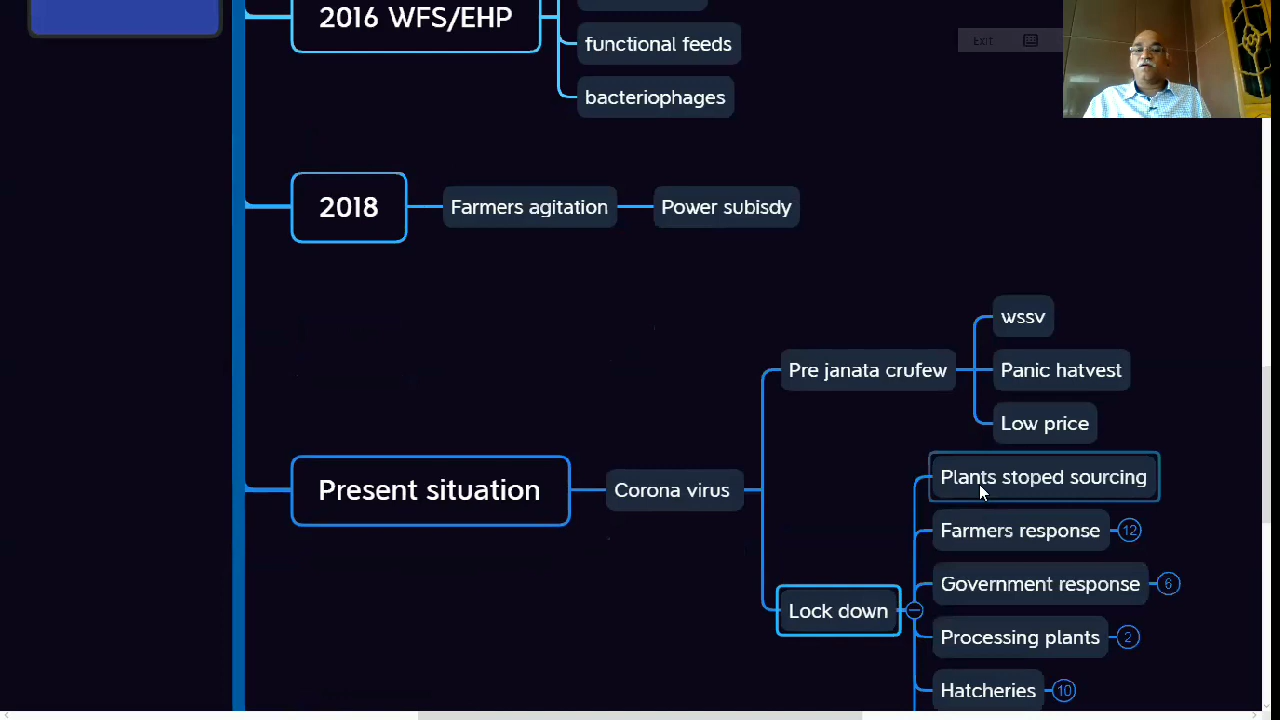 Exit
2016 WFS/EHP
functional feeds
bacteriophages
2018
Farmers agitation
Power subisdy
Present situation
Corona virus
Pre janata crufew
wssv
Panic hatvest
Low price
Lock down
Plants stoped sourcing
Farmers response
12
Government response
6
Processing plants
2
Hatcheries
10